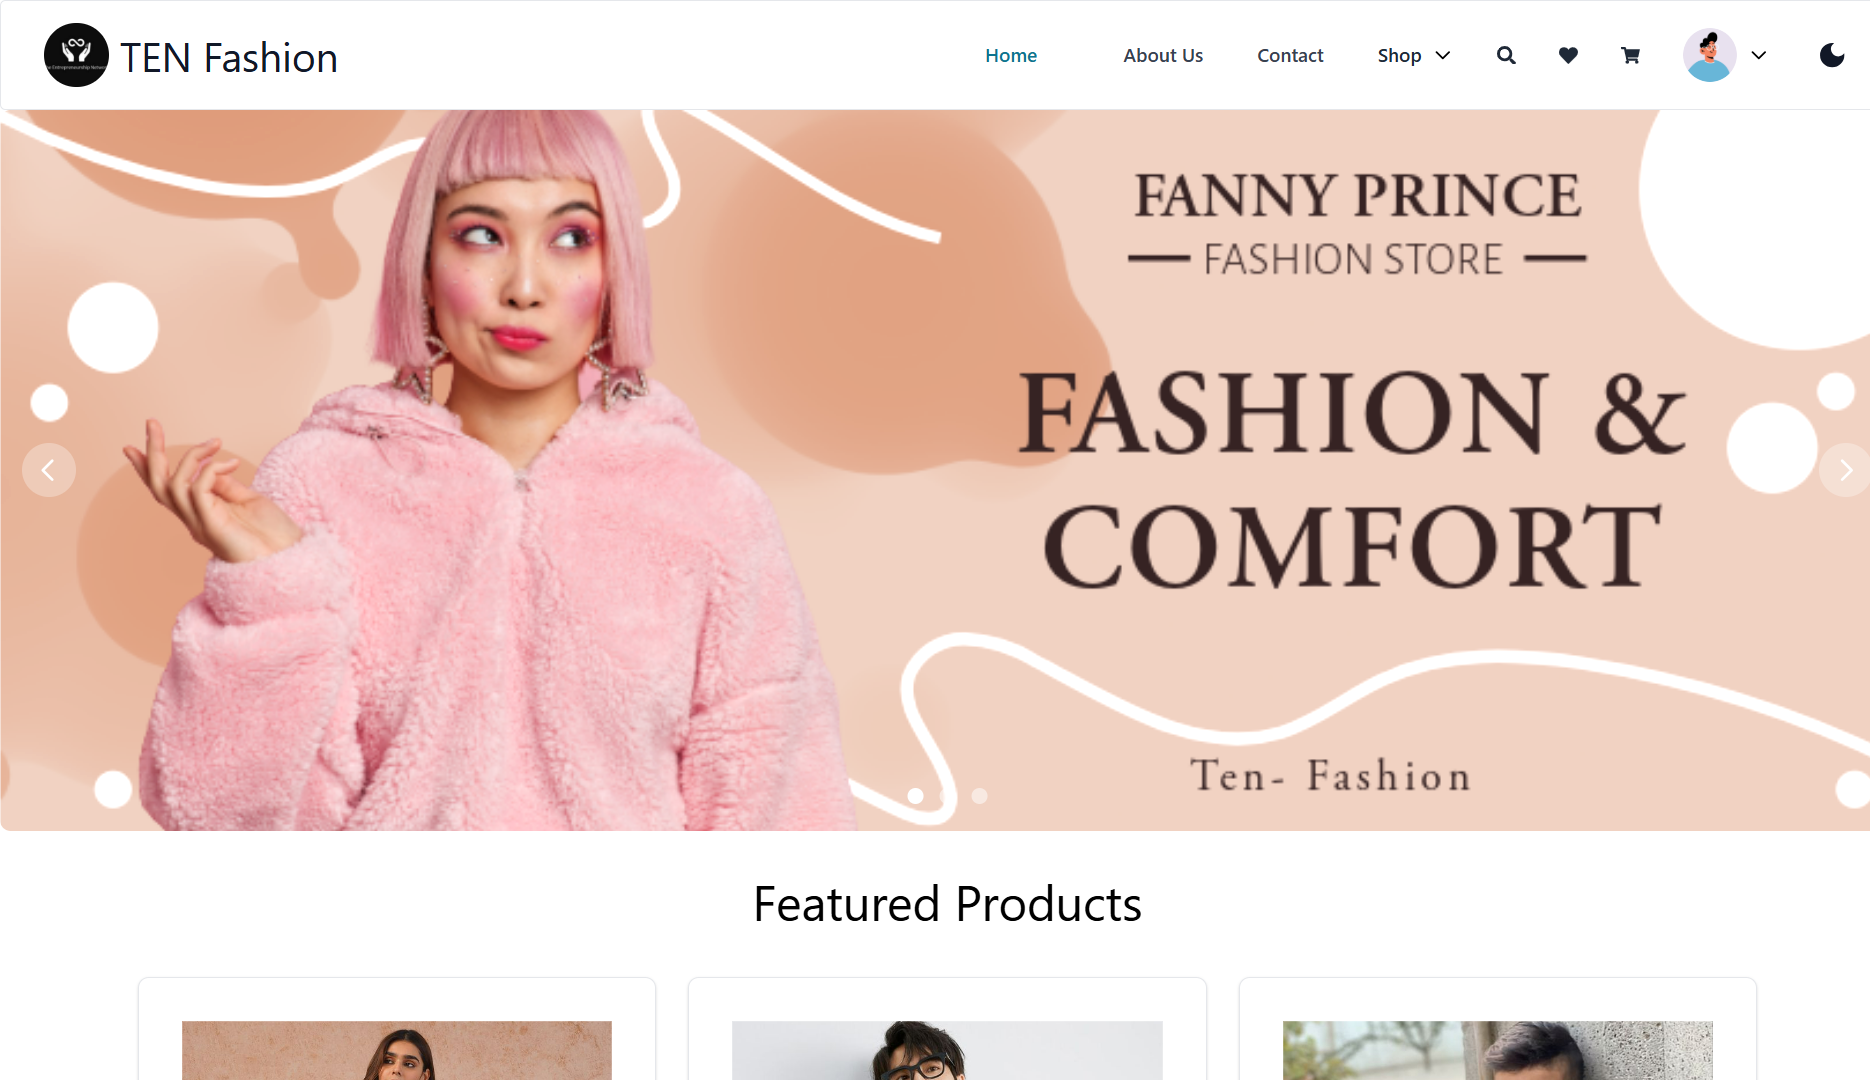 TEN Fashion
Home
About Us
Contact
Shop
FANNY PRINCE
FASHION STORE
FASHION &
COMFORT
Ten- Fashion
Featured Products